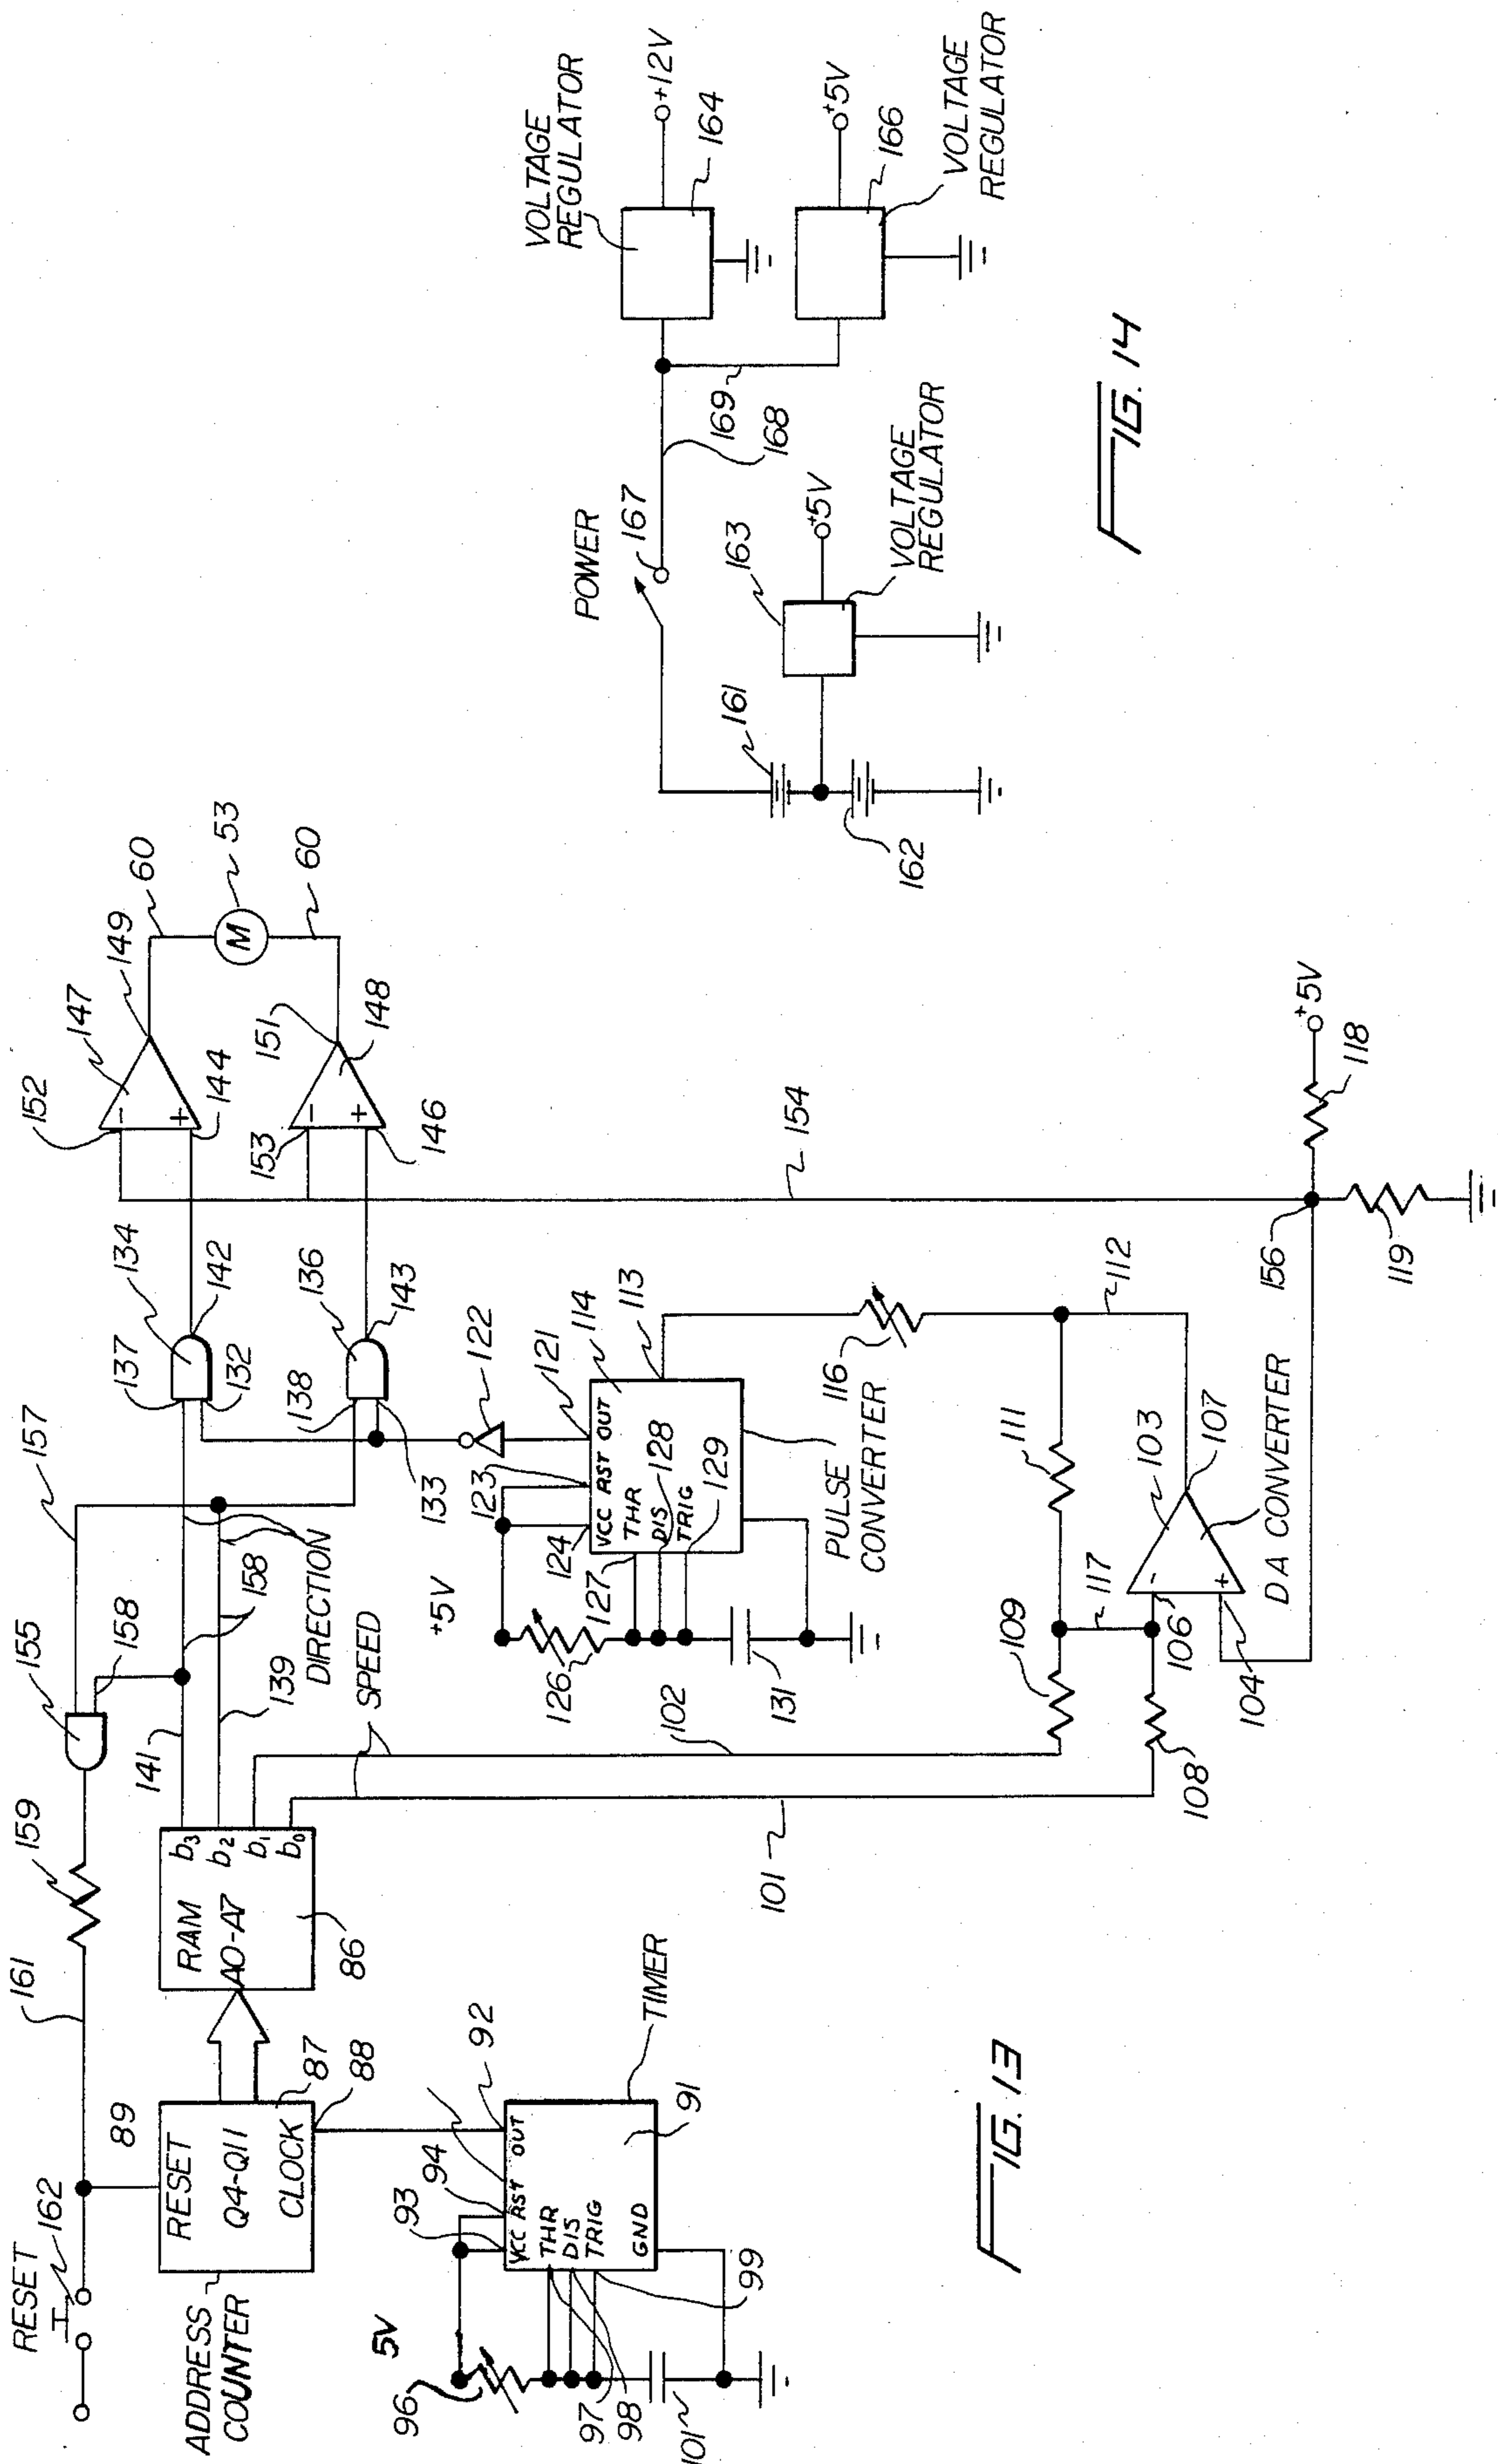 RESET
162
161
159
155
157
158
ADDRESS
COUNTER
89
RESET
Q4-Q11
CLOCK
87
88
RAM
A0-A7
86
b3
b2
b1
b0
141
139
158
DIRECTION
SPEED
137
134
132
142
138
136
133
143
152
147
144
149
153
151
146
148
60
53
M
60
154
5V
96
93
94
92
VCC
RST
OUT
THR
DIS
TRIG
GND
91
TIMER
97
98
99
101
101
102
+5V
126
131
124
123
127
VCC
RST
OUT
THR
DIS
TRIG
128
129
121
122
114
113
PULSE
CONVERTER
116
112
111
109
117
108
106
104
103
107
DA CONVERTER
156
+5V
118
119
FIG. 13
POWER
167
161
162
163
+5V
VOLTAGE
REGULATOR
168
169
VOLTAGE
REGULATOR
+12V
164
+5V
166
VOLTAGE
REGULATOR
FIG. 14